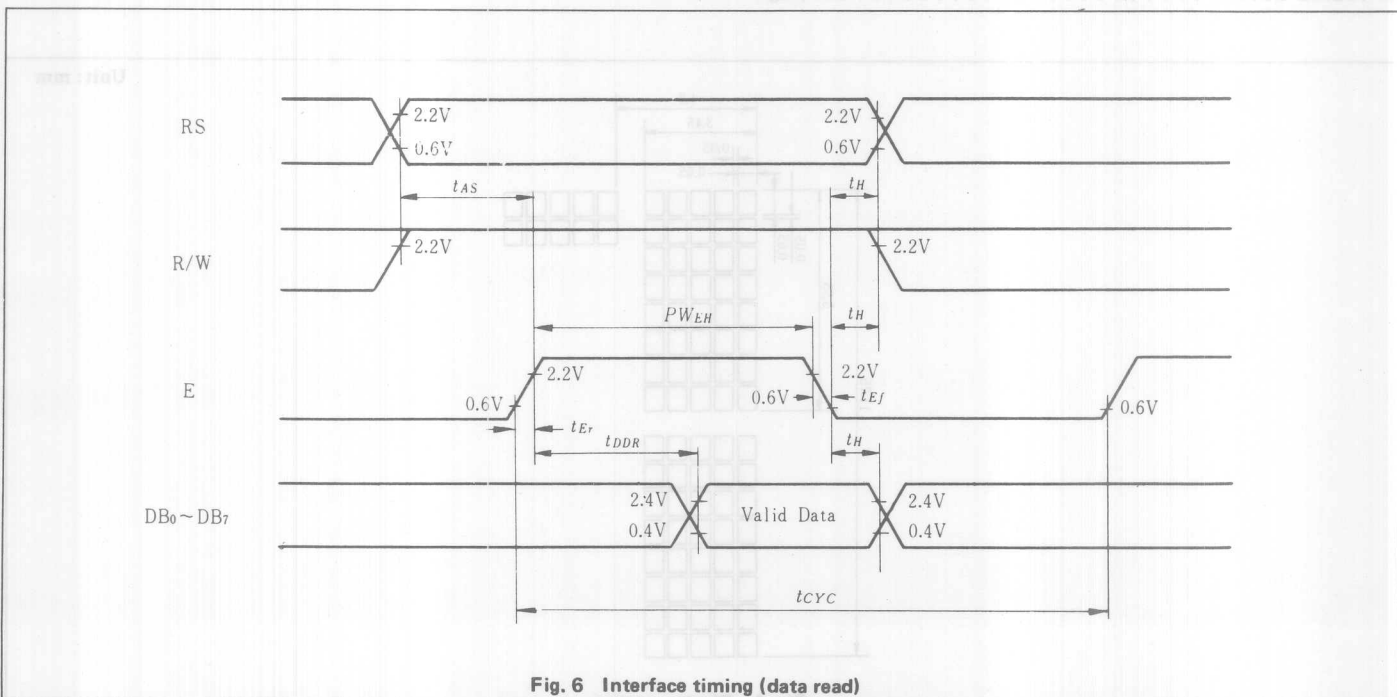 RS
2.2V
0.6V
2.2V
0.6V
tAS
tH
R/W
2.2V
2.2V
PWEH
tH
E
2.2V
0.6V
2.2V
0.6V
0.6V
tEr
tEf
tDDR
tH
DB0~DB7
2.4V
0.4V
Valid Data
2.4V
0.4V
tCYC
Fig. 6 Interface timing (data read)